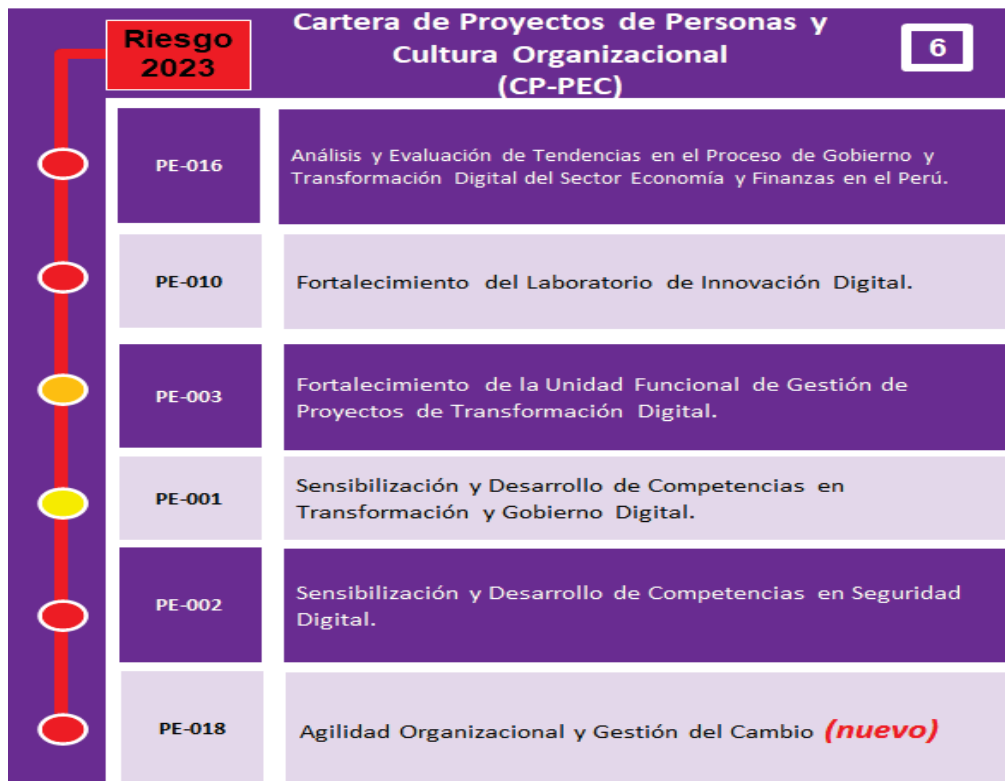 Riesgo
2023
Cartera de Proyectos de Personas y
Cultura Organizacional
(CP-PEC)
6
PE-016
Análisis y Evaluación de Tendencias en el Proceso de Gobierno y
Transformación Digital del Sector Economía y Finanzas en el Perú.
PE-010
Fortalecimiento del Laboratorio de Innovación Digital.
PE-003
Fortalecimiento de la Unidad Funcional de Gestión de
Proyectos de Transformación Digital.
PE-001
Sensibilización y Desarrollo de Competencias en
Transformación y Gobierno Digital.
PE-002
Sensibilización y Desarrollo de Competencias en Seguridad
Digital.
PE-018
Agilidad Organizacional y Gestión del Cambio (nuevo)